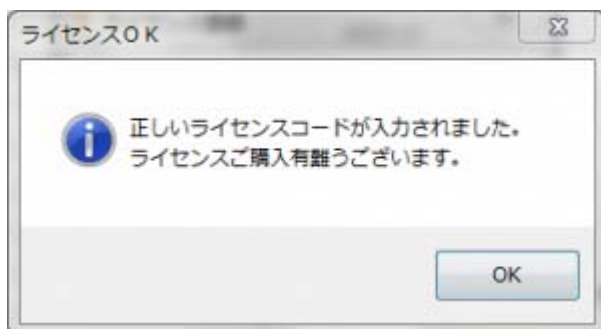 ライセンスＯＫ
正しいライセンスコードが入力されました。
ライセンスご購入有難うございます。
OK